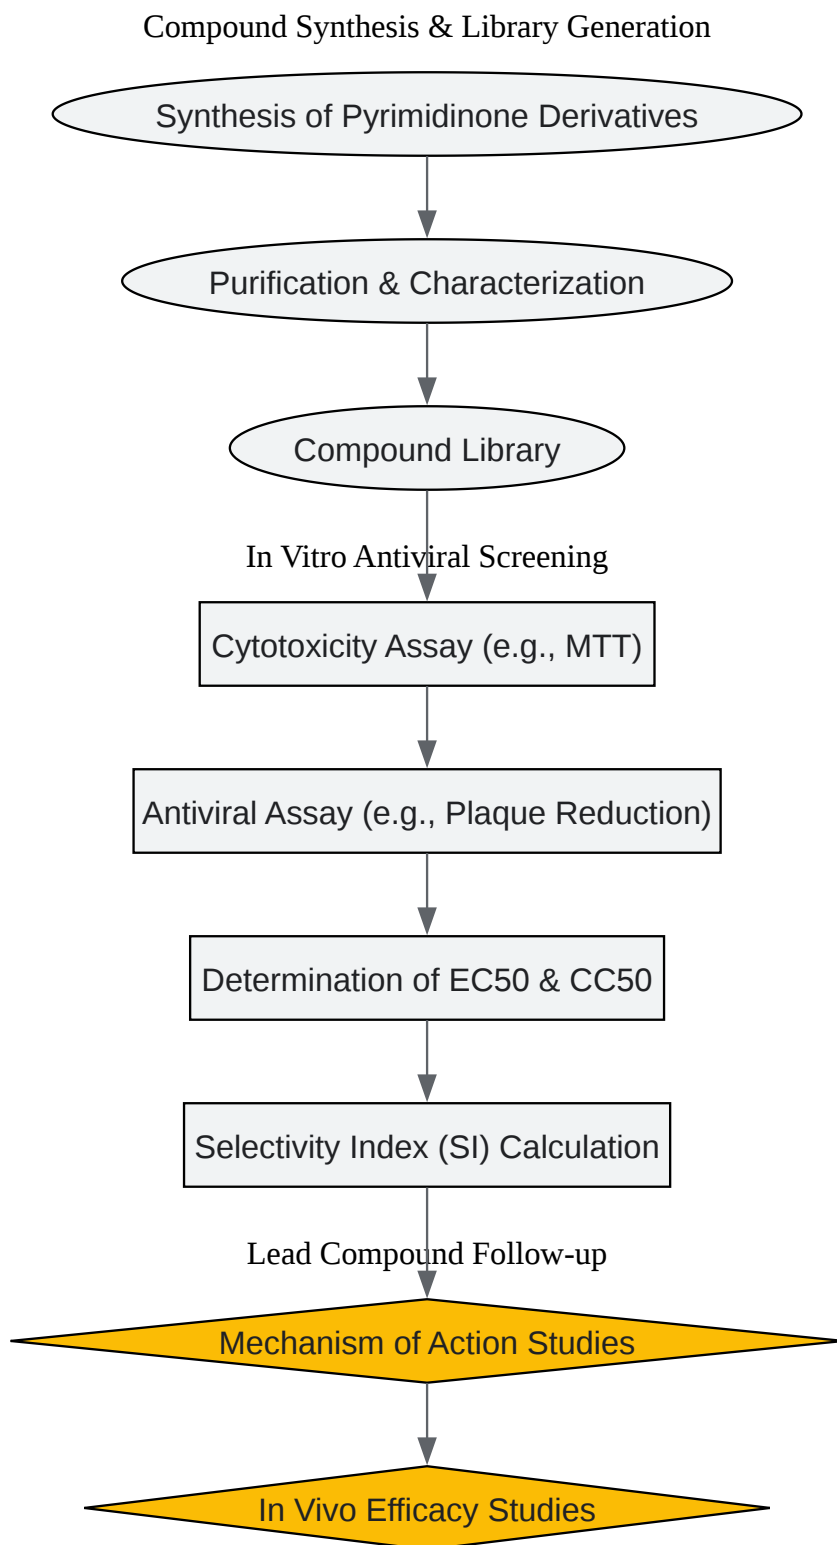 Compound Synthesis & Library Generation
Synthesis of Pyrimidinone Derivatives
Purification & Characterization
Compound Library
In Vitro Antiviral Screening
Cytotoxicity Assay (e.g., MTT)
Antiviral Assay (e.g., Plaque Reduction)
Determination of EC50 & CC50
Selectivity Index (SI) Calculation
Lead Compound Follow-up
Mechanism of Action Studies
In Vivo Efficacy Studies